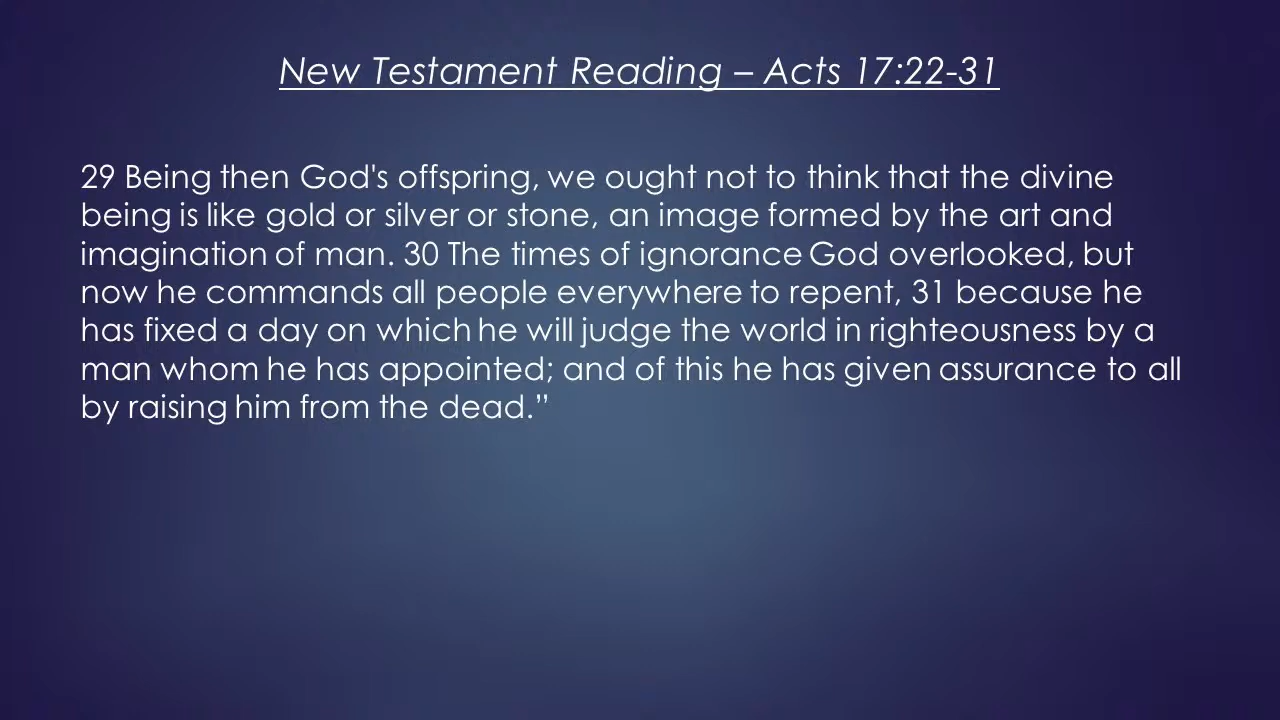 New Testament Reading – Acts 17:22-31
29 Being then God's offspring, we ought not to think that the divine
being is like gold or silver or stone, an image formed by the art and
imagination of man. 30 The times of ignorance God overlooked, but
now he commands all people everywhere to repent, 31 because he
has fixed a day on which he will judge the world in righteousness by a
man whom he has appointed; and of this he has given assurance to all
by raising him from the dead.”